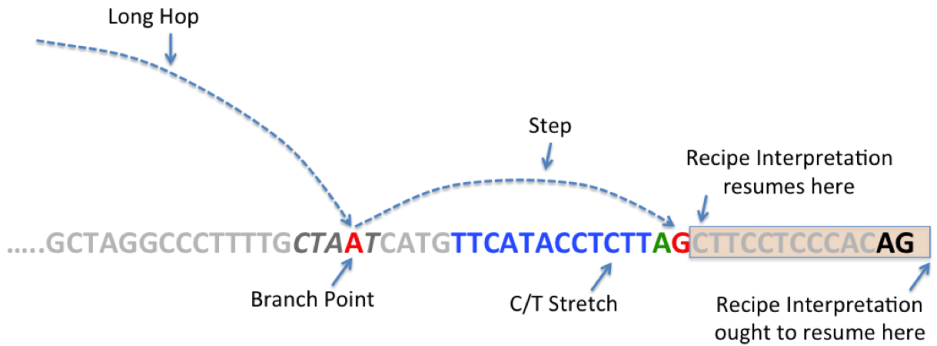 Long Hop
Step
Recipe Interpretation
resumes here
.....GCTAGGCCCTTTTGCTAATCATGTTCATACCTCTTAGCTTCCTCCCACAG
Branch Point
C/T Stretch
Recipe Interpretation
ought to resume here